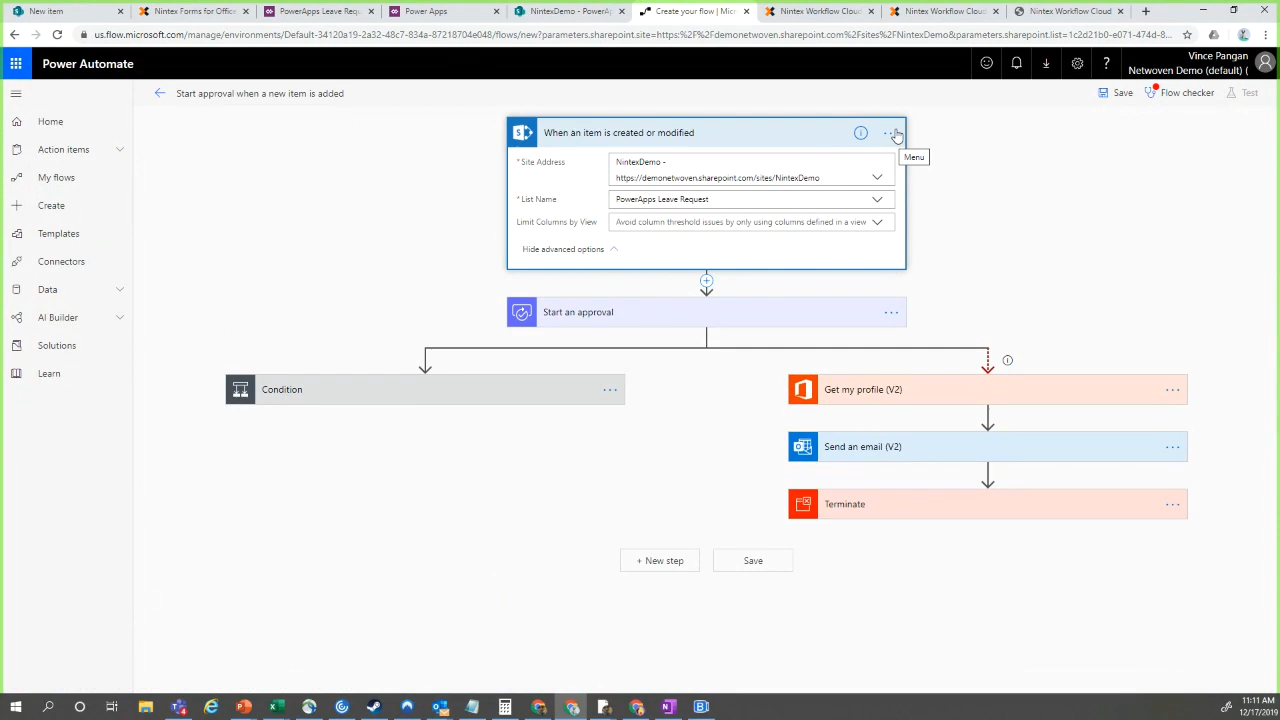 New item
Nintex Forms for Office
PowerApps Leave Requ
Power Apps
NintexDemo - PowerAp
Create your flow | Micr
Nintex Workflow Cloud
Nintex Workflow Cloud
Nintex Workflow Cloud
us.flow.microsoft.com/manage/environments/Default-34120a19-2a32-48c7-834a-87218704e048/flows/new?parameters.site=https:%2F%2Fdemonetwoven.sharepoint.com%2Fsites%2FNintexDemo&parameters.list=1c2d21b0-e071-474d-8...
Power Automate
Vince Pangan
Netwoven Demo (default) (
Start approval when a new item is added
Save
Flow checker
Test
Home
Action items
My flows
Create
Templates
Connectors
Data
AI Builder
Solutions
Learn
When an item is created or modified
Menu
* Site Address
NintexDemo -
https://demonetwoven.sharepoint.com/sites/NintexDemo
* List Name
PowerApps Leave Request
Limit Columns by View
Avoid column threshold issues by only using columns defined in a view
Hide advanced options
Start an approval
Condition
Get my profile (V2)
Send an email (V2)
Terminate
+ New step
Save
11:11 AM
12/17/2019